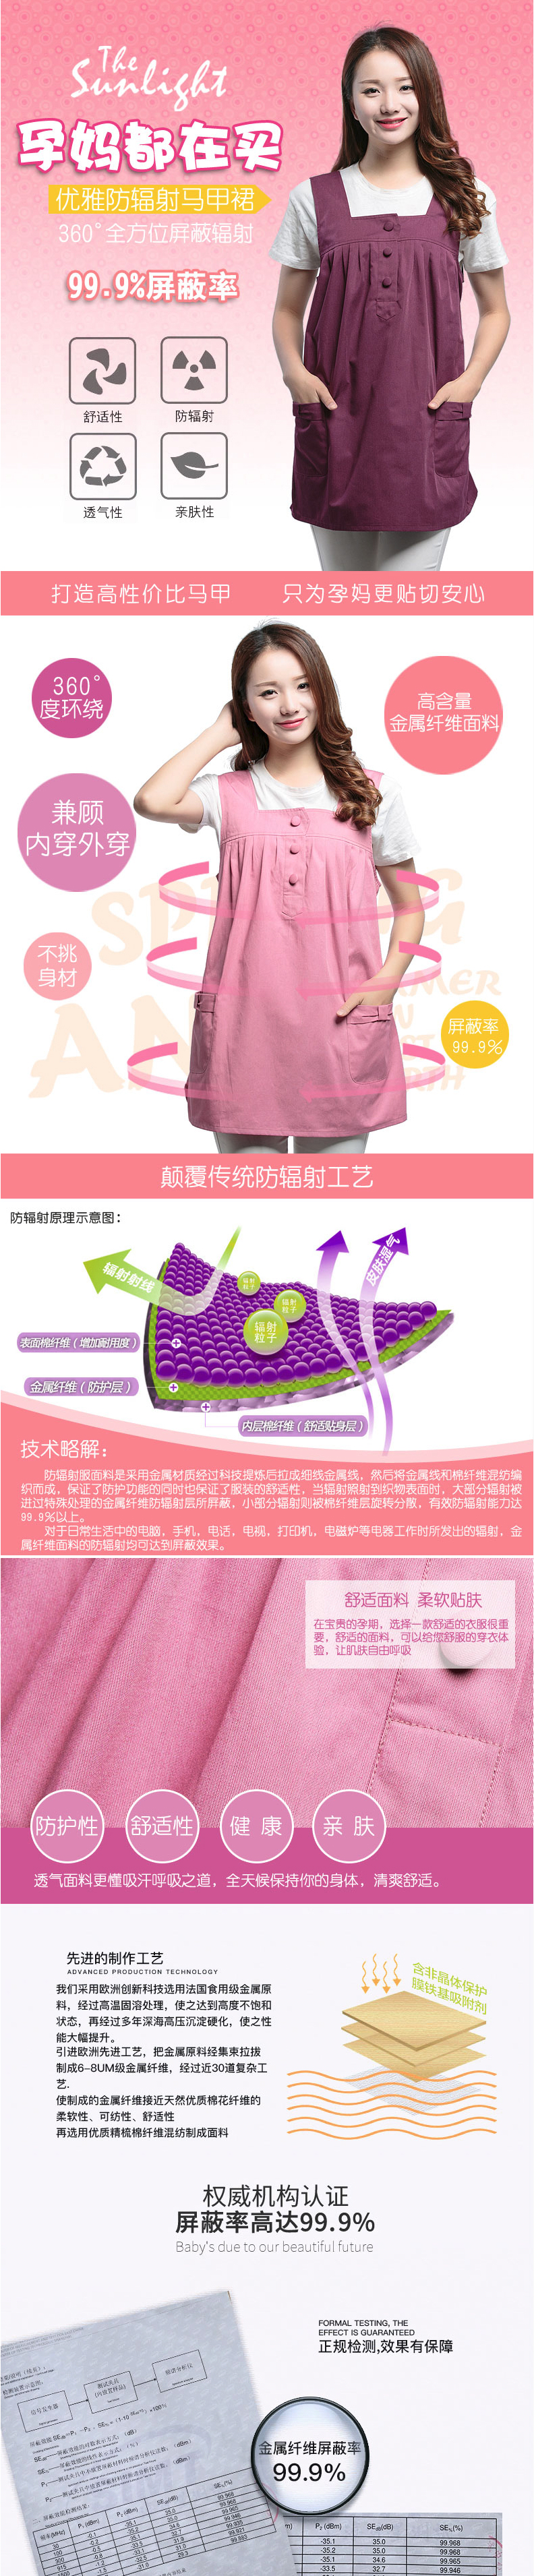 The
Sunlight
孕妈都在买
优雅防辐射马甲裙
360°全方位屏蔽辐射
99.9%屏蔽率
舒适性
防辐射
透气性
亲肤性
打造高性价比马甲 只为孕妈更贴切安心
360°
度环绕
高含量
金属纤维面料
兼顾
内穿外穿
不挑
身材
屏蔽率
99.9%
颠覆传统防辐射工艺
防辐射原理示意图：
辐射射线
辐射
粒子
辐射
粒子
辐射
粒子
皮肤湿气
表面棉纤维（增加耐用度）
金属纤维（防护层）
内层棉纤维（舒适贴身层）
技术略解：
防辐射服面料是采用金属材质经过科技提炼后拉成细线金属线，然后将金属线和棉纤维混纺编
织而成，保证了防护功能的同时也保证了服装的舒适性，当辐射照射到织物表面时，大部分辐射被
进过特殊处理的金属纤维防辐射层所屏蔽，小部分辐射则被棉纤维层旋转分散，有效防辐射能力达
99.9%以上。
对于日常生活中的电脑，手机，电话，电视，打印机，电磁炉等电器工作时所发出的辐射，金
属纤维面料的防辐射均可达到屏蔽效果。
舒适面料 柔软贴肤
在宝贵的孕期，选择一款舒适的衣服很重
要，舒适的面料，可以给您舒服的穿衣体
验，让肌肤自由呼吸
防护性
舒适性
健 康
亲 肤
透气面料更懂吸汗呼吸之道，全天候保持你的身体，清爽舒适。
先进的制作工艺
ADVANCED PRODUCTION TECHNOLOGY
我们采用欧洲创新科技选用法国食用级金属原
料，经过高温固溶处理，使之达到高度不饱和
状态，再经过多年深海高压沉淀硬化，使之性
能大幅提升。
引进欧洲先进工艺，把金属原料经集束拉拔
制成6-8UM级金属纤维，经过近30道复杂工
艺.
使制成的金属纤维接近天然优质棉花纤维的
柔软性、可纺性、舒适性
再选用优质精梳棉纤维混纺制成面料
含非晶体保护
膜铁基吸附剂
权威机构认证
屏蔽率高达99.9%
Baby's due to our beautiful future
FORMAL TESTING, THE
EFFECT IS GUARANTEED
正规检测,效果有保障
金属纤维屏蔽率
99.9%
信号发生器
测试夹具
(内放置样品)
频谱分析仪
P₂ (dBm) SE dB(dB) SE%(%)
-35.1 35.0 99.968
-35.2 35.0 99.968
-35.1 34.6 99.965
-33.5 32.7 99.946